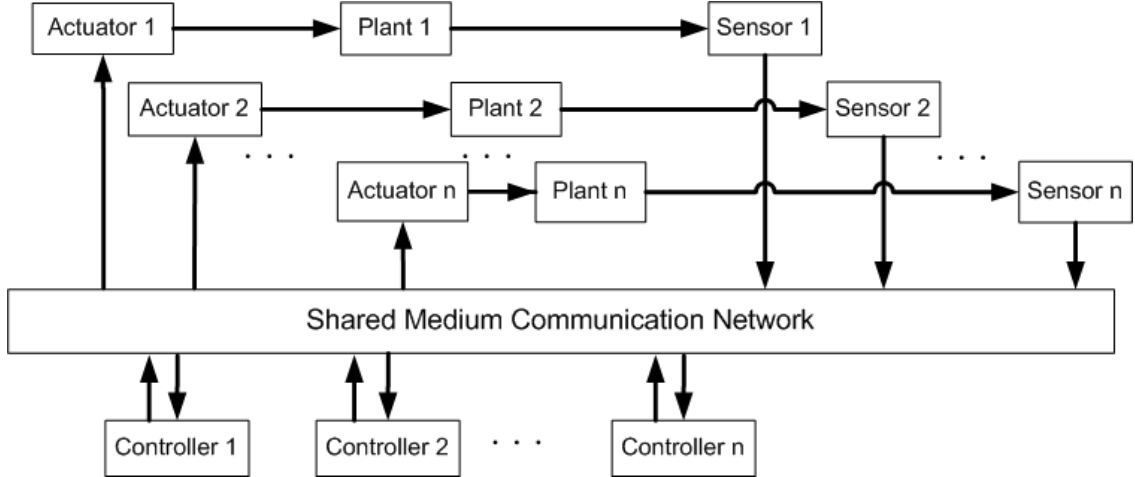 Actuator 1
Plant 1
Sensor 1
Actuator 2
Plant 2
Sensor 2
. . .
. . .
. . .
Actuator n
Plant n
Sensor n
Shared Medium Communication Network
Controller 1
Controller 2
. . .
Controller n